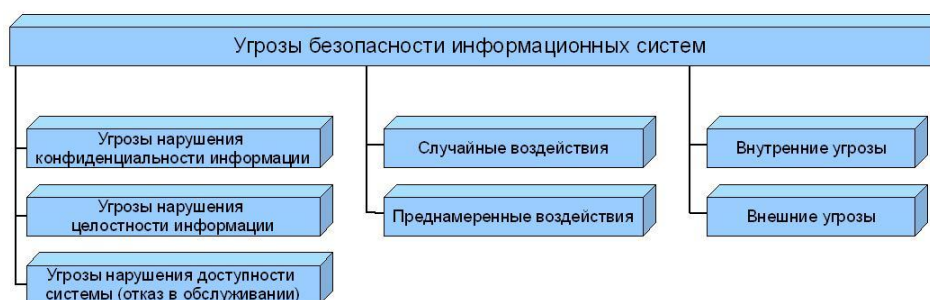 Угрозы безопасности информационных систем
Угрозы нарушения
конфиденциальности информации
Угрозы нарушения
целостности информации
Угрозы нарушения доступности
системы (отказ в обслуживании)
Случайные воздействия
Преднамеренные воздействия
Внутренние угрозы
Внешние угрозы